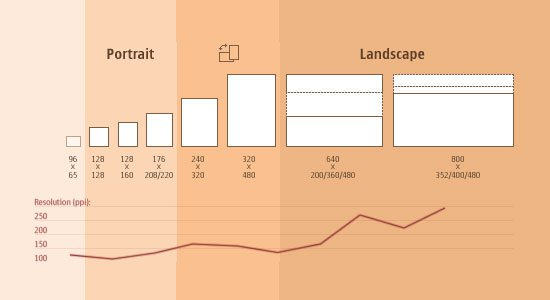 Portrait
Landscape
96 128 128 176 240 320 640 800
x x x x x x x x
65 128 160 208/220 320 480 200/360/480 352/400/480
Resolution (ppi):
250
200
150
100